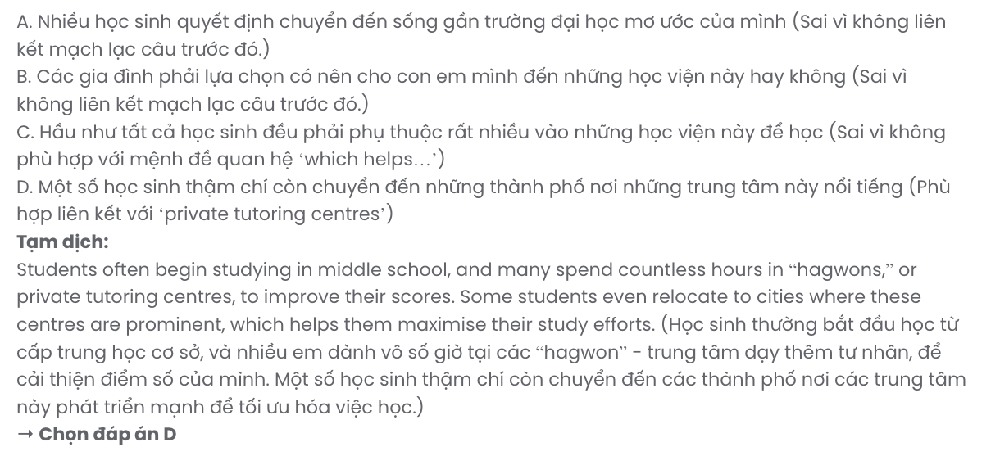 A. Nhiều học sinh quyết định chuyển đến sống gần trường đại học mơ ước của mình (Sai vì không liên
kết mạch lạc câu trước đó.)
B. Các gia đình phải lựa chọn có nên cho con em mình đến những học viện này hay không (Sai vì
không liên kết mạch lạc câu trước đó.)
C. Hầu như tất cả học sinh đều phải phụ thuộc rất nhiều vào những học viện này để học (Sai vì không
phù hợp với mệnh đề quan hệ ‘which helps…’)
D. Một số học sinh thậm chí còn chuyển đến những thành phố nơi những trung tâm này nổi tiếng (Phù
hợp liên kết với ‘private tutoring centres’)
Tạm dịch:
Students often begin studying in middle school, and many spend countless hours in “hagwons,” or
private tutoring centres, to improve their scores. Some students even relocate to cities where these
centres are prominent, which helps them maximise their study efforts. (Học sinh thường bắt đầu học từ
cấp trung học cơ sở, và nhiều em dành vô số giờ tại các “hagwon” - trung tâm dạy thêm tư nhân, để
cải thiện điểm số của mình. Một số học sinh thậm chí còn chuyển đến các thành phố nơi các trung tâm
này phát triển mạnh để tối ưu hóa việc học.)
→ Chọn đáp án D